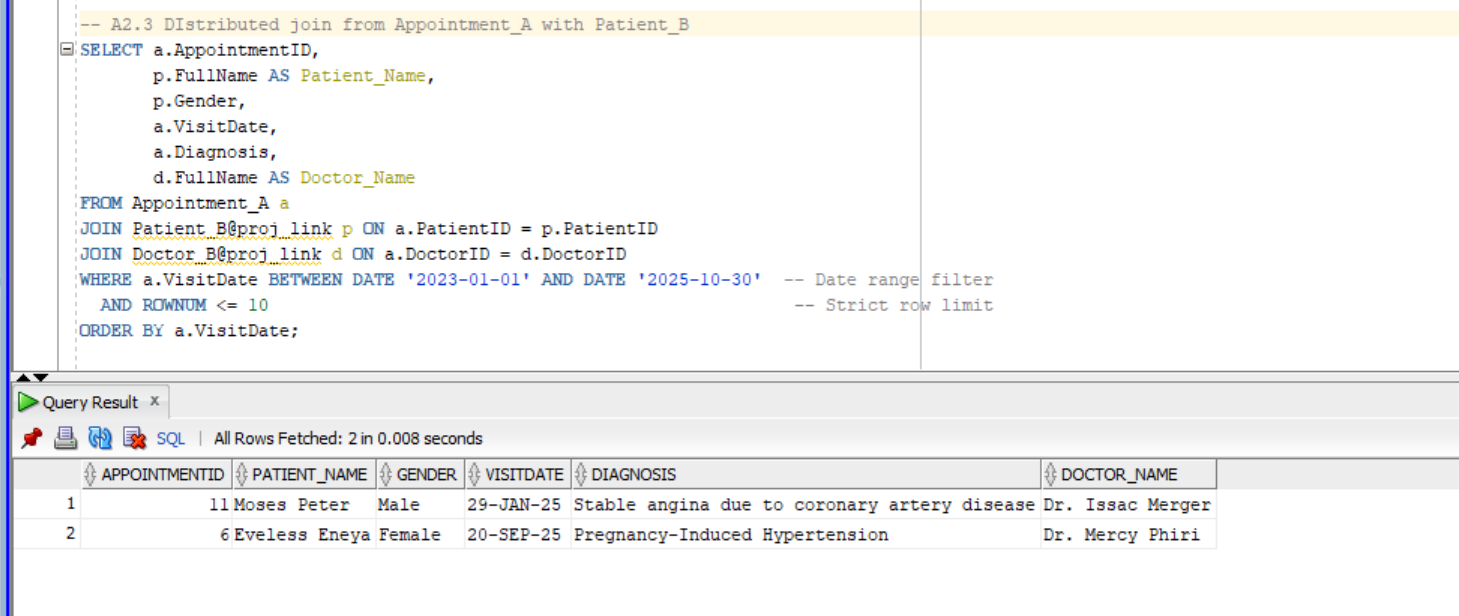 -- A2.3 DIstributed join from Appointment_A with Patient_B
SELECT a.AppointmentID,
p.FullName AS Patient_Name,
p.Gender,
a.VisitDate,
a.Diagnosis,
d.FullName AS Doctor_Name
FROM Appointment_A a
JOIN Patient_B@proj_link p ON a.PatientID = p.PatientID
JOIN Doctor_B@proj_link d ON a.DoctorID = d.DoctorID
WHERE a.VisitDate BETWEEN DATE '2023-01-01' AND DATE '2025-10-30' -- Date range filter
AND ROWNUM <= 10 -- Strict row limit
ORDER BY a.VisitDate;
Query Result x
SQL | All Rows Fetched: 2 in 0.008 seconds
APPOINTMENTID PATIENT_NAME GENDER VISITDATE DIAGNOSIS DOCTOR_NAME
1 11 Moses Peter Male 29-JAN-25 Stable angina due to coronary artery disease Dr. Issac Merger
2 6 Eveless Eneya Female 20-SEP-25 Pregnancy-Induced Hypertension Dr. Mercy Phiri